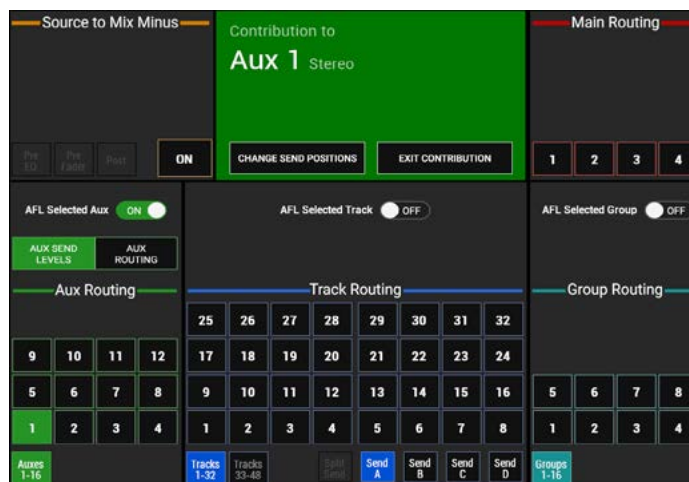 Source to Mix Minus
Pre EQ
Pre Fader
Post
ON
Contribution to
Aux 1 Stereo
CHANGE SEND POSITIONS
EXIT CONTRIBUTION
Main Routing
1 2 3 4
AFL Selected Aux ON
AUX SEND LEVELS
AUX ROUTING
Aux Routing
9 10 11 12
5 6 7 8
1 2 3 4
Auxes 1-16
AFL Selected Track OFF
Track Routing
25 26 27 28 29 30 31 32
17 18 19 20 21 22 23 24
9 10 11 12 13 14 15 16
1 2 3 4 5 6 7 8
Tracks 1-32
Tracks 33-48
Split Send
Send A
Send B
Send C
Send D
AFL Selected Group OFF
Group Routing
5 6 7 8
1 2 3 4
Groups 1-16